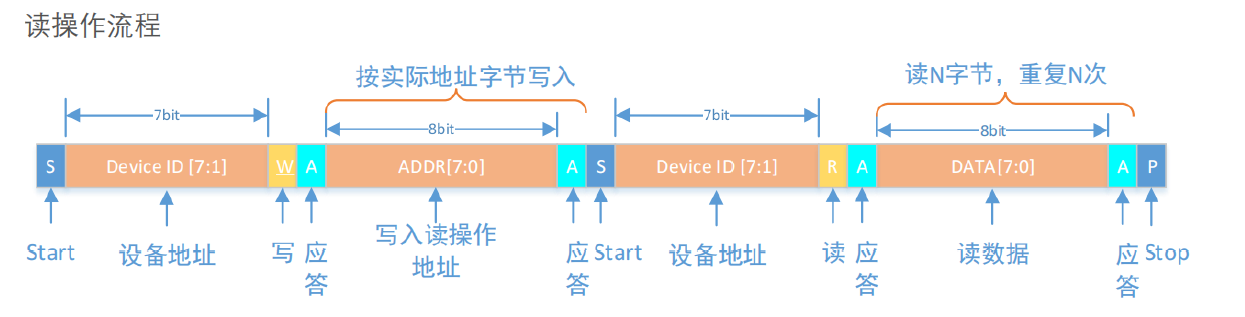 读操作流程
按实际地址字节写入
读N字节，重复N次
7bit
8bit
7bit
8bit
S Device ID [7:1] W A ADDR[7:0] A S Device ID [7:1] R A DATA[7:0] A P
Start 设备地址 写 应答 写入读操作地址 应答 Start 设备地址 读 应答 读数据 应答 Stop